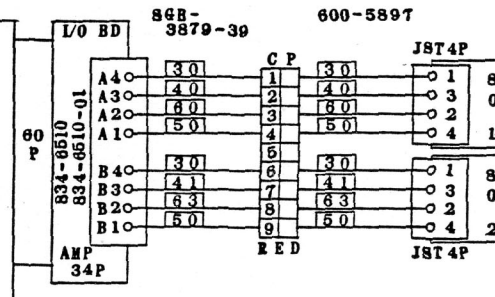 SGR-
3879-39
600-5897
I/O BD
JST 4P
C P
A4 30 1 30 1 8
A3 40 2 40 3 0
A2 60 3 60 2
A1 50 4 50 4 1
5
B4 30 6 30 1 8
B3 41 7 41 3 0
B2 63 8 63 2
B1 50 9 50 4 2
RED
JST 4P
60
P
834-6510
834-6510-01
AMP
34P